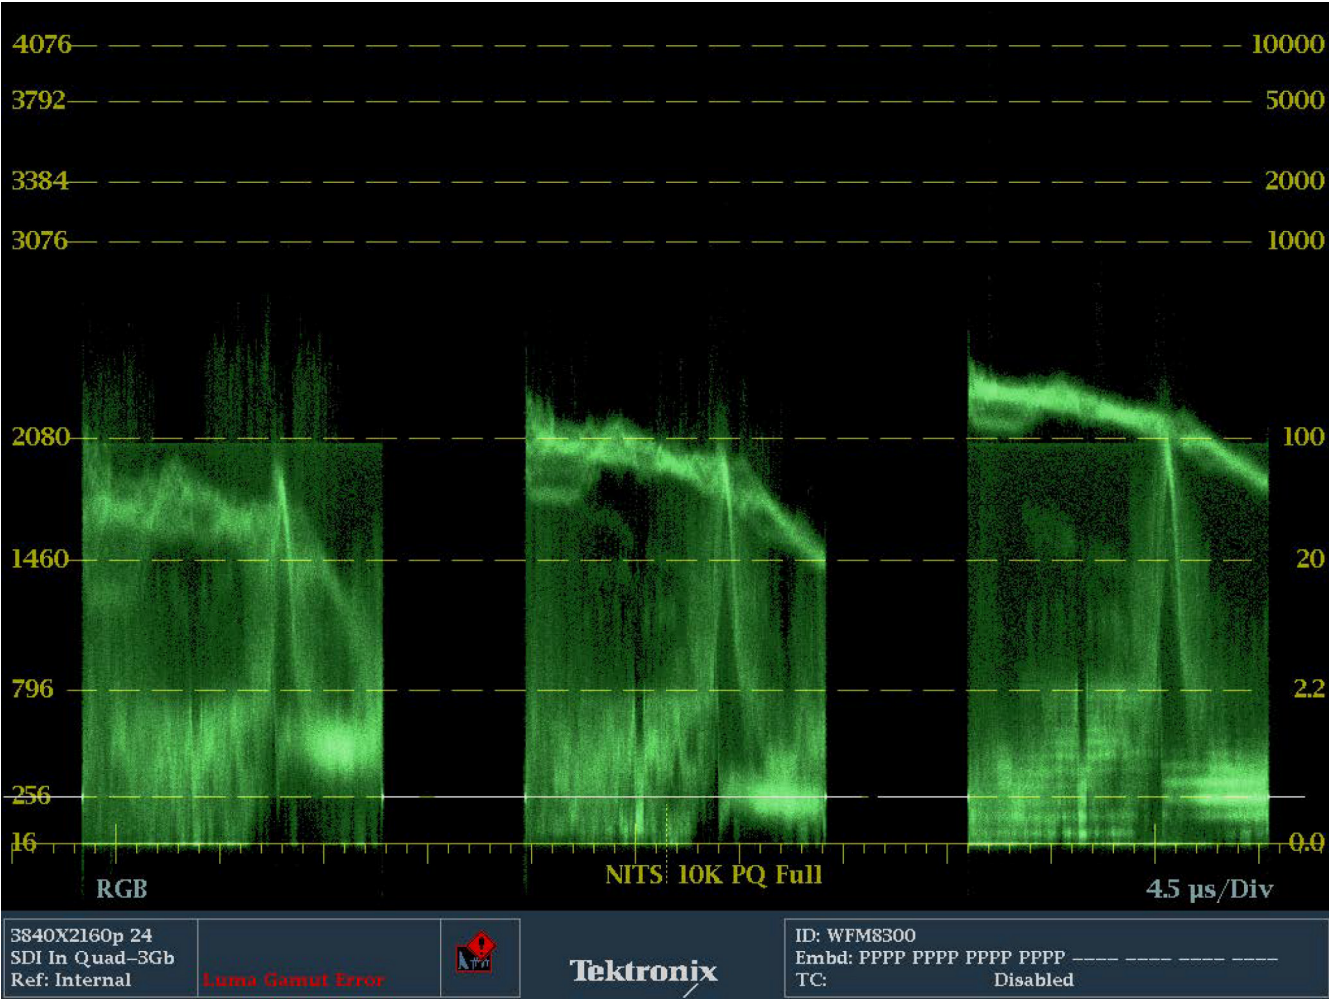 4076 10000
3792 5000
3384 2000
3076 1000
2080 100
1460 20
796 2.2
256
16 0.0
RGB NITS: 10K PQ Full 4.5 µs/Div
3840X2160p 24
SDI In Quad-3Gb
Ref: Internal
Luma Gamut Error
Tektronix
ID: WFM8300
Embd: PPPP PPPP PPPP PPPP ---- ---- ---- ----
TC: Disabled